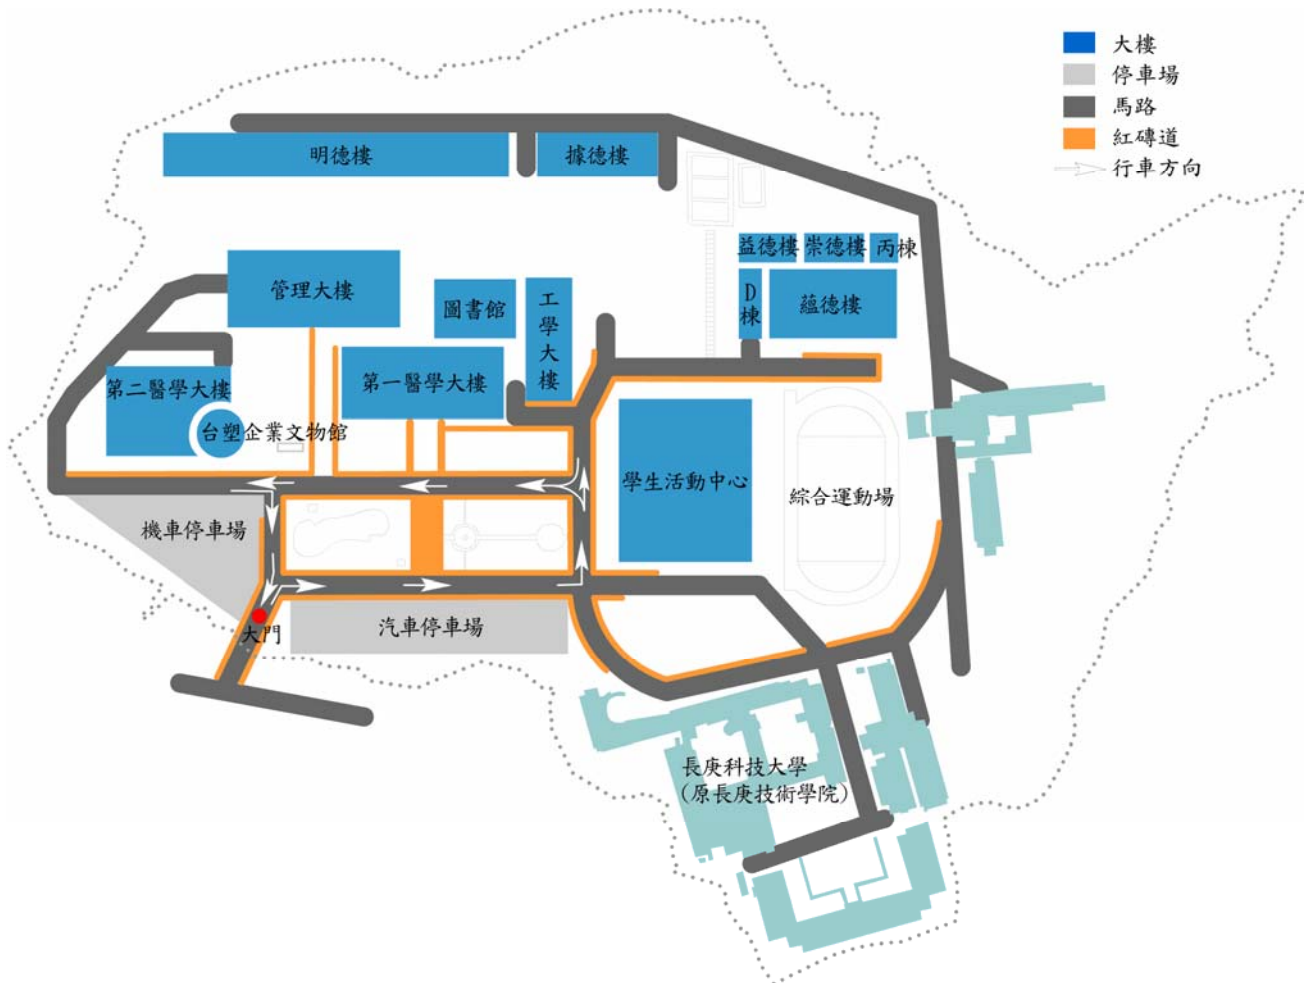 大樓
停車場
馬路
紅磚道
行車方向
明德樓
據德樓
益德樓
崇德樓
丙棟
D
棟
蘊德樓
管理大樓
圖書館
工
學
大
樓
第一醫學大樓
第二醫學大樓
台塑企業文物館
學生活動中心
綜合運動場
機車停車場
汽車停車場
大門
長庚科技大學
(原長庚技術學院)